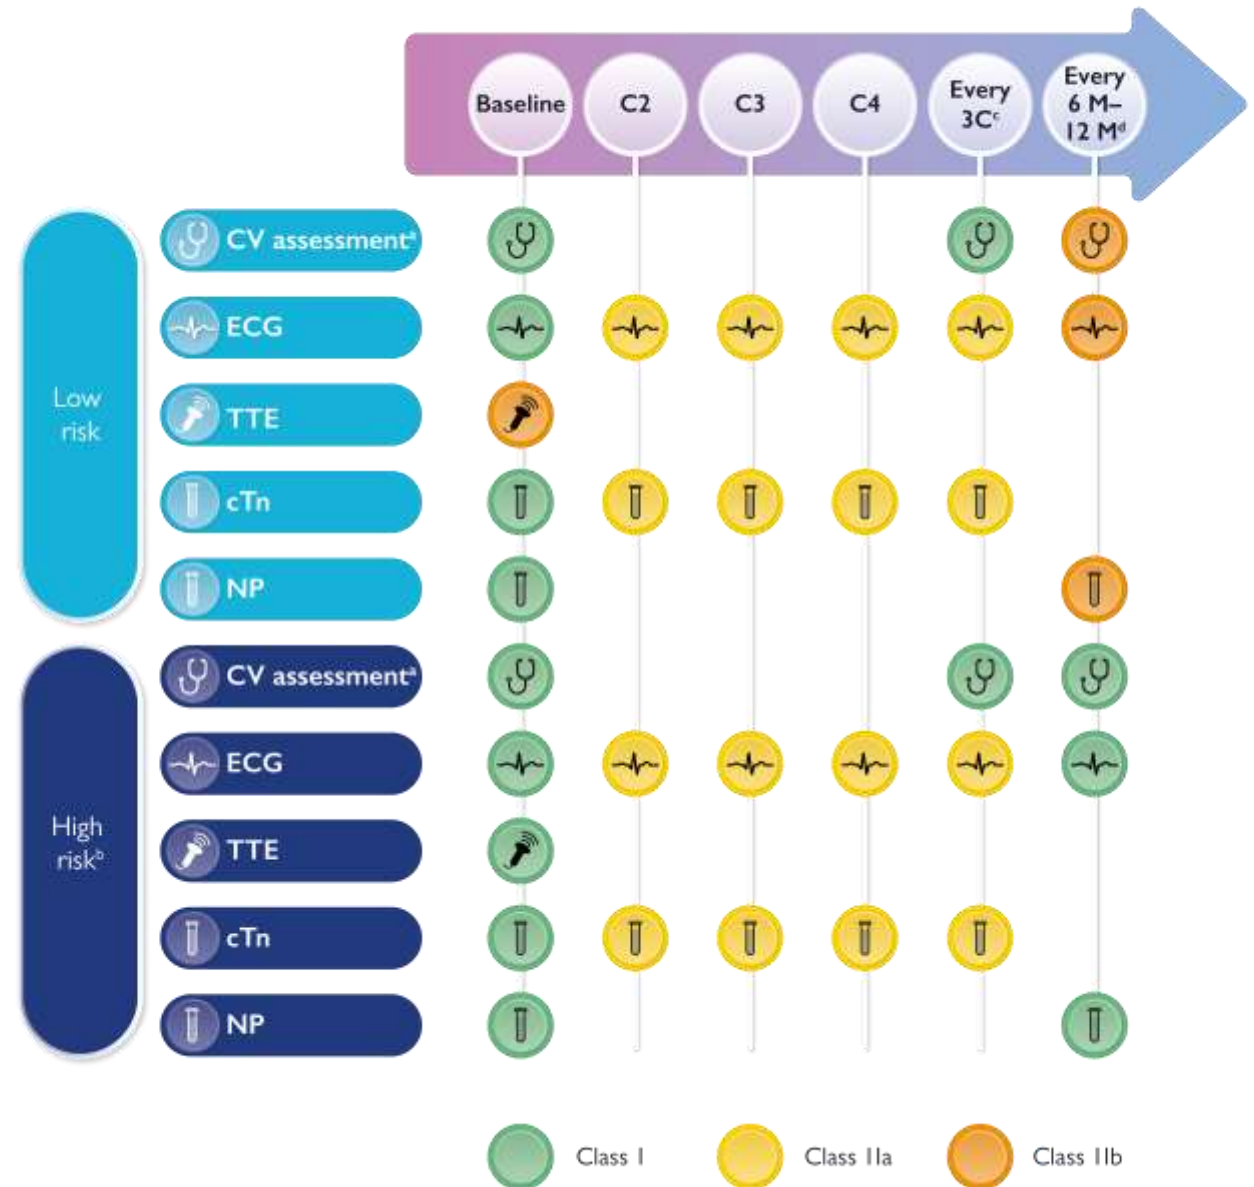 Baseline
C2
C3
C4
Every
3Cᶜ
Every
6 M–
12 Mᵈ
Low
risk
CV assessmentᵃ
ECG
TTE
cTn
NP
High
riskᵇ
CV assessmentᵃ
ECG
TTE
cTn
NP
Class I
Class IIa
Class IIb